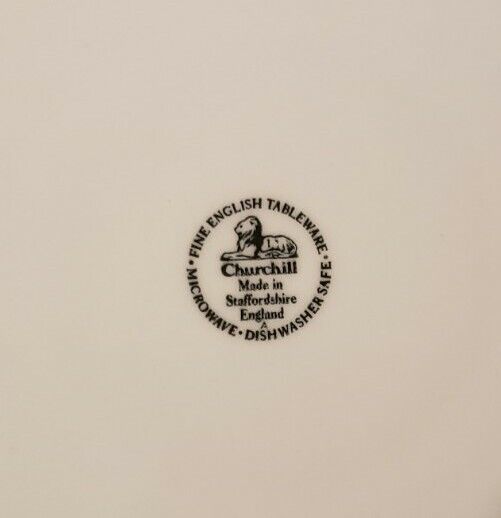 • FINE ENGLISH TABLEWARE •
Churchill
Made in
Staffordshire
England
A
MICROWAVE • DISHWASHER SAFE •